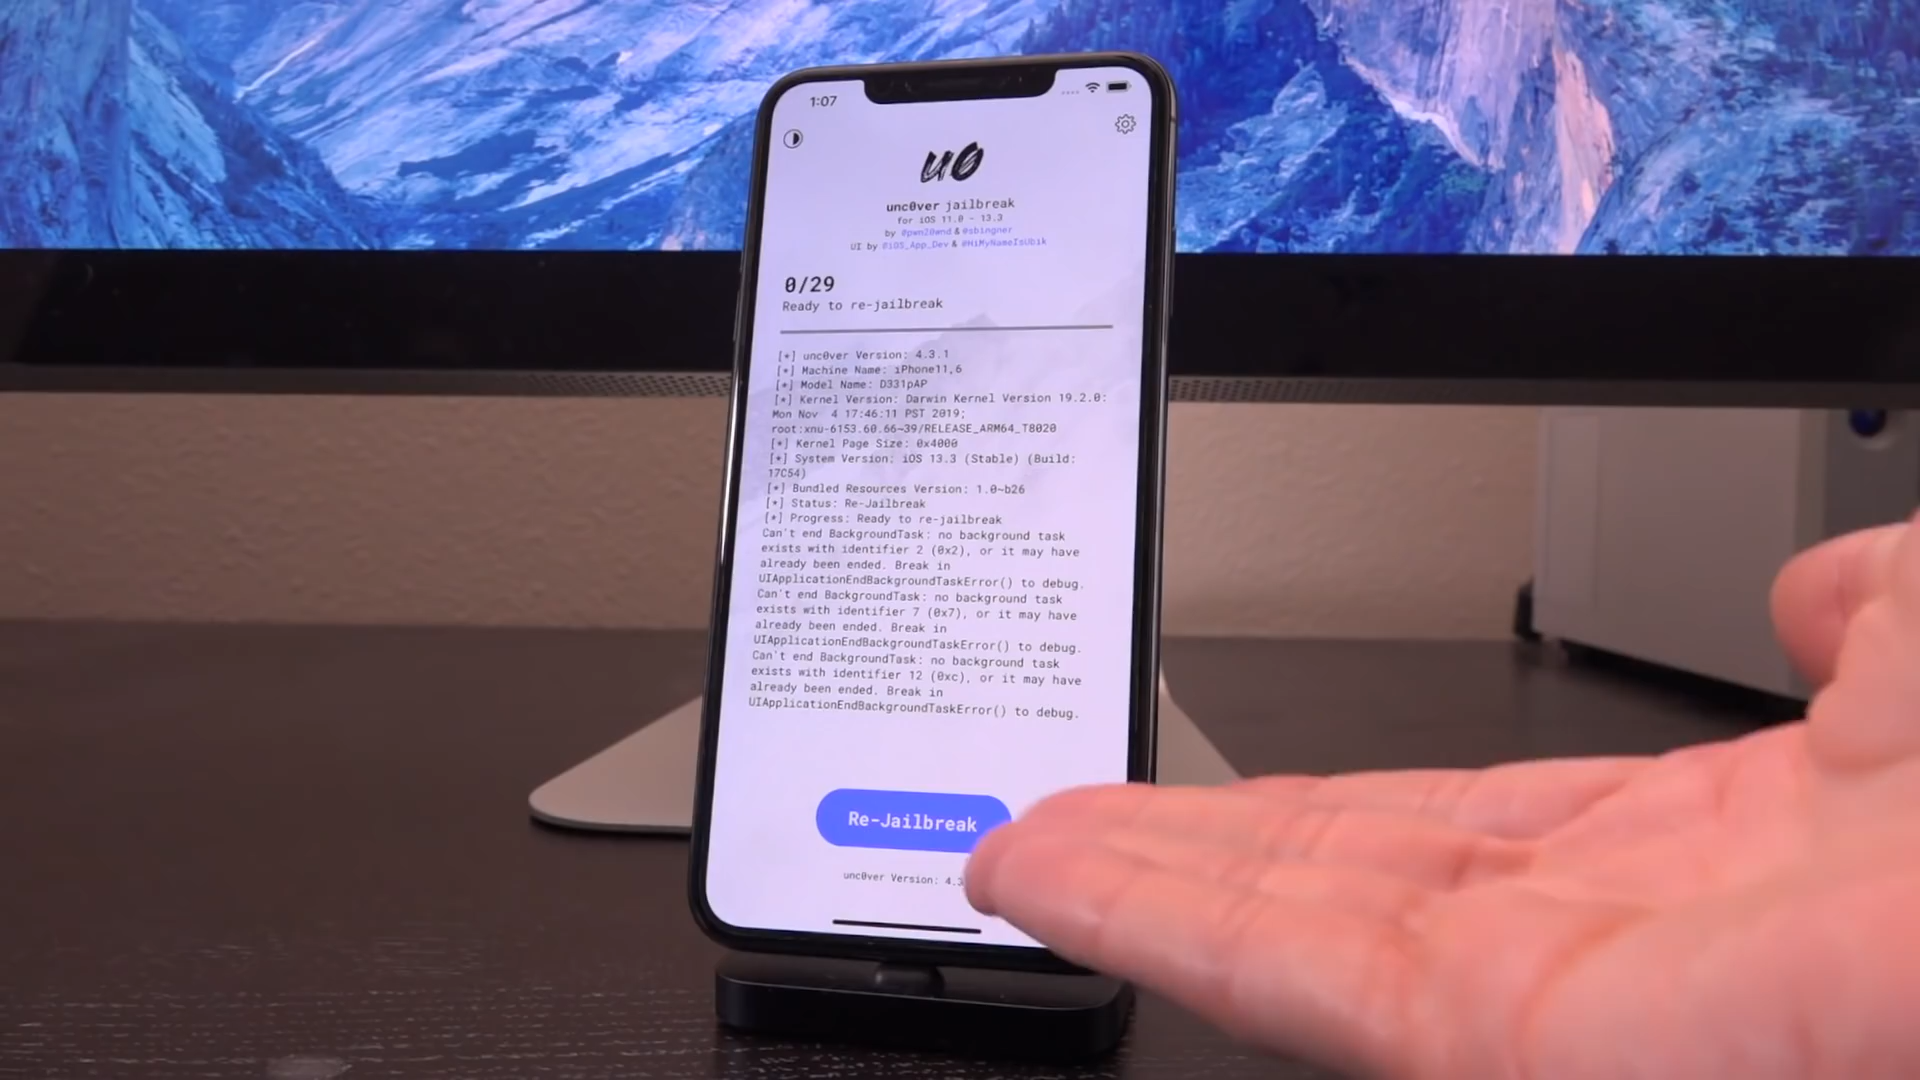 1:07
u0
unc0ver jailbreak
for iOS 11.0 - 13.3
by @pwn20wnd & @sbingner
UI by @iOS_App_Dev & @HiMyNameIsUbik
0/29
Ready to re-jailbreak
[*] unc0ver Version: 4.3.1
[*] Machine Name: iPhone11,6
[*] Model Name: D331pAP
[*] Kernel Version: Darwin Kernel Version 19.2.0:
Mon Nov 4 17:46:11 PST 2019;
root:xnu-6153.60.66~39/RELEASE_ARM64_T8020
[*] Kernel Page Size: 0x4000
[*] System Version: iOS 13.3 (Stable) (Build:
17C54)
[*] Bundled Resources Version: 1.0~b26
[*] Status: Re-Jailbreak
[*] Progress: Ready to re-jailbreak
Can't end BackgroundTask: no background task
exists with identifier 2 (0x2), or it may have
already been ended. Break in
UIApplicationEndBackgroundTaskError() to debug.
Can't end BackgroundTask: no background task
exists with identifier 7 (0x7), or it may have
already been ended. Break in
UIApplicationEndBackgroundTaskError() to debug.
Can't end BackgroundTask: no background task
exists with identifier 12 (0xc), or it may have
already been ended. Break in
UIApplicationEndBackgroundTaskError() to debug.
Re-Jailbreak
unc0ver Version: 4.3